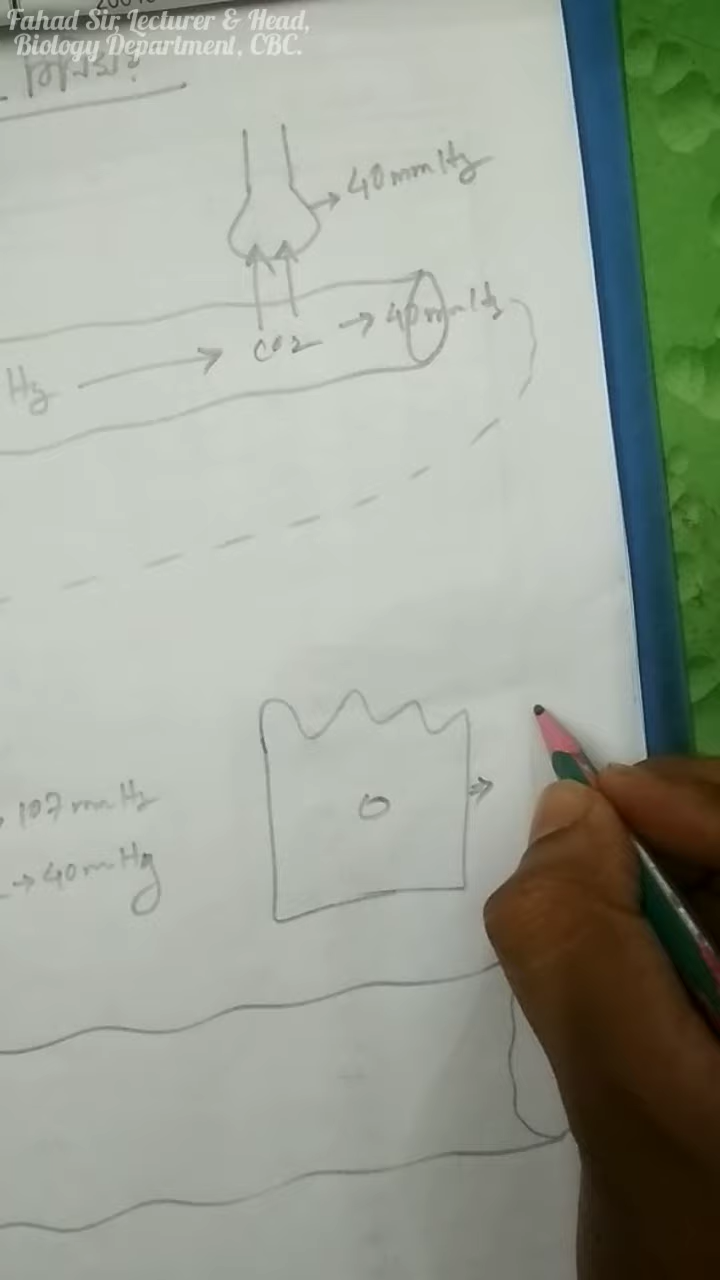 Fahad Sir, Lecturer & Head,
Biology Department, CBC.
→ 40 mm Hg
Hg → CO2 → 40 mm Hg
→ 107 mm Hg
→ 40 mm Hg